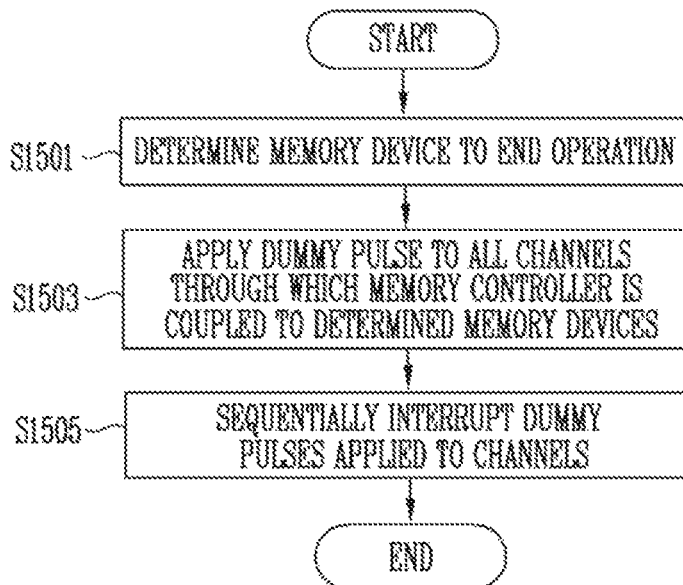 START
S1501
DETERMINE MEMORY DEVICE TO END OPERATION
S1503
APPLY DUMMY PULSE TO ALL CHANNELS
THROUGH WHICH MEMORY CONTROLLER IS
COUPLED TO DETERMINED MEMORY DEVICES
S1505
SEQUENTIALLY INTERRUPT DUMMY
PULSES APPLIED TO CHANNELS
END